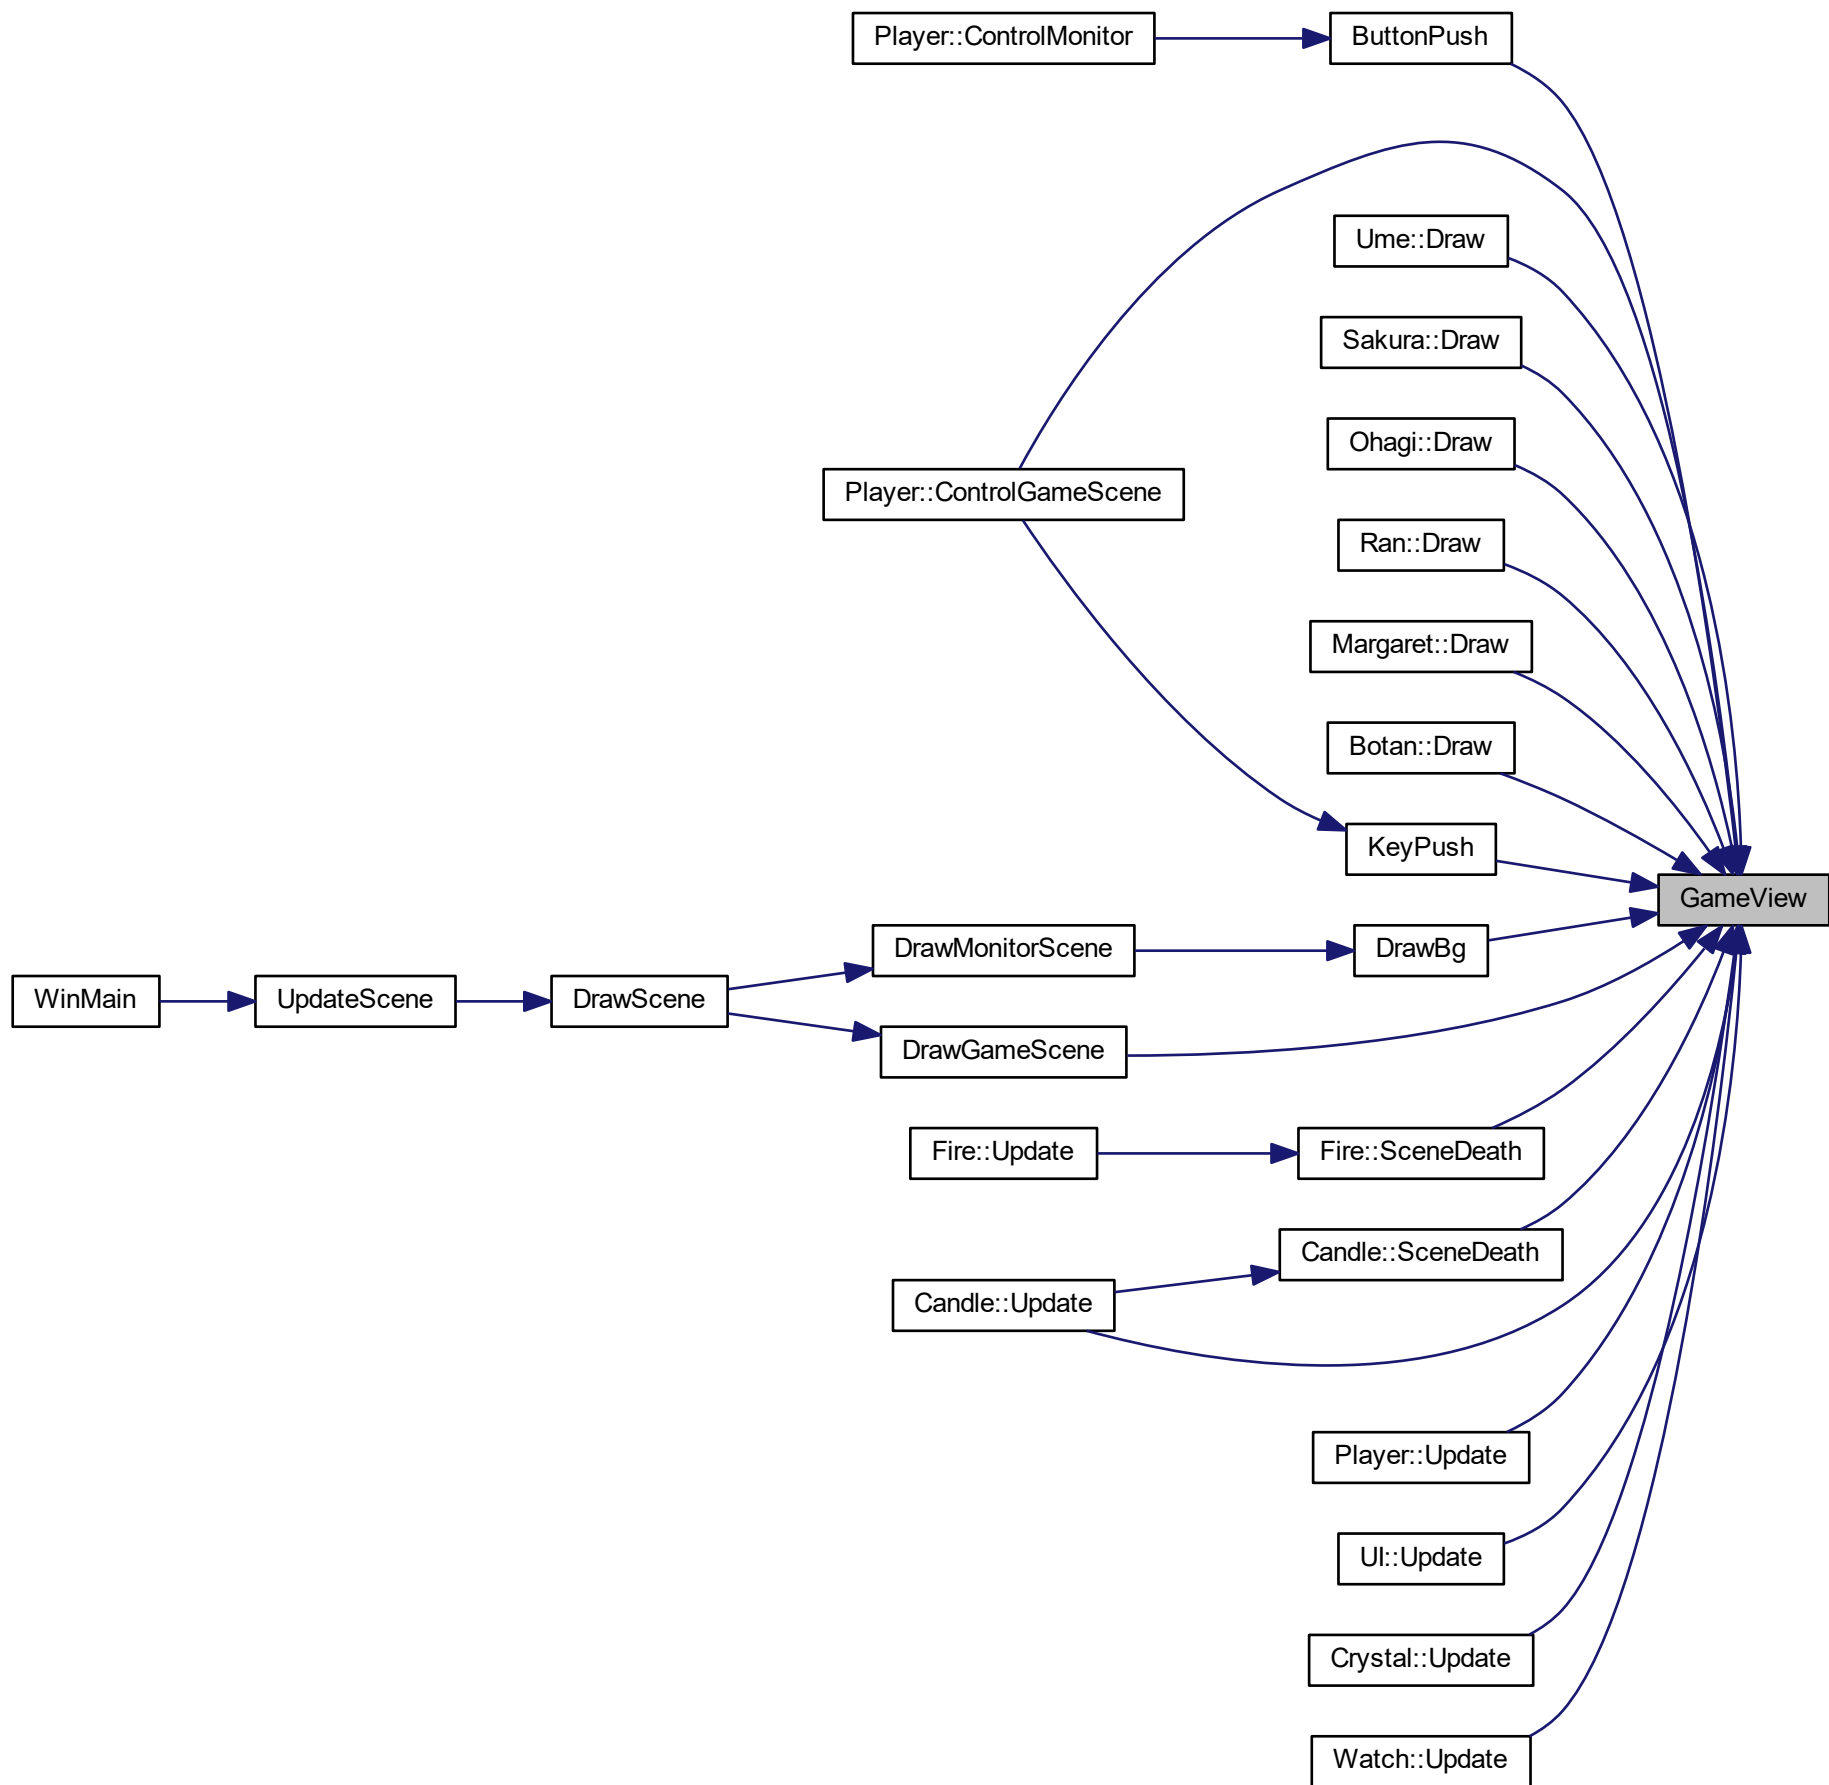 Player::ControlMonitor
ButtonPush
Ume::Draw
Sakura::Draw
Ohagi::Draw
Player::ControlGameScene
Ran::Draw
Margaret::Draw
Botan::Draw
KeyPush
GameView
DrawMonitorScene
DrawBg
WinMain
UpdateScene
DrawScene
DrawGameScene
Fire::Update
Fire::SceneDeath
Candle::SceneDeath
Candle::Update
Player::Update
UI::Update
Crystal::Update
Watch::Update